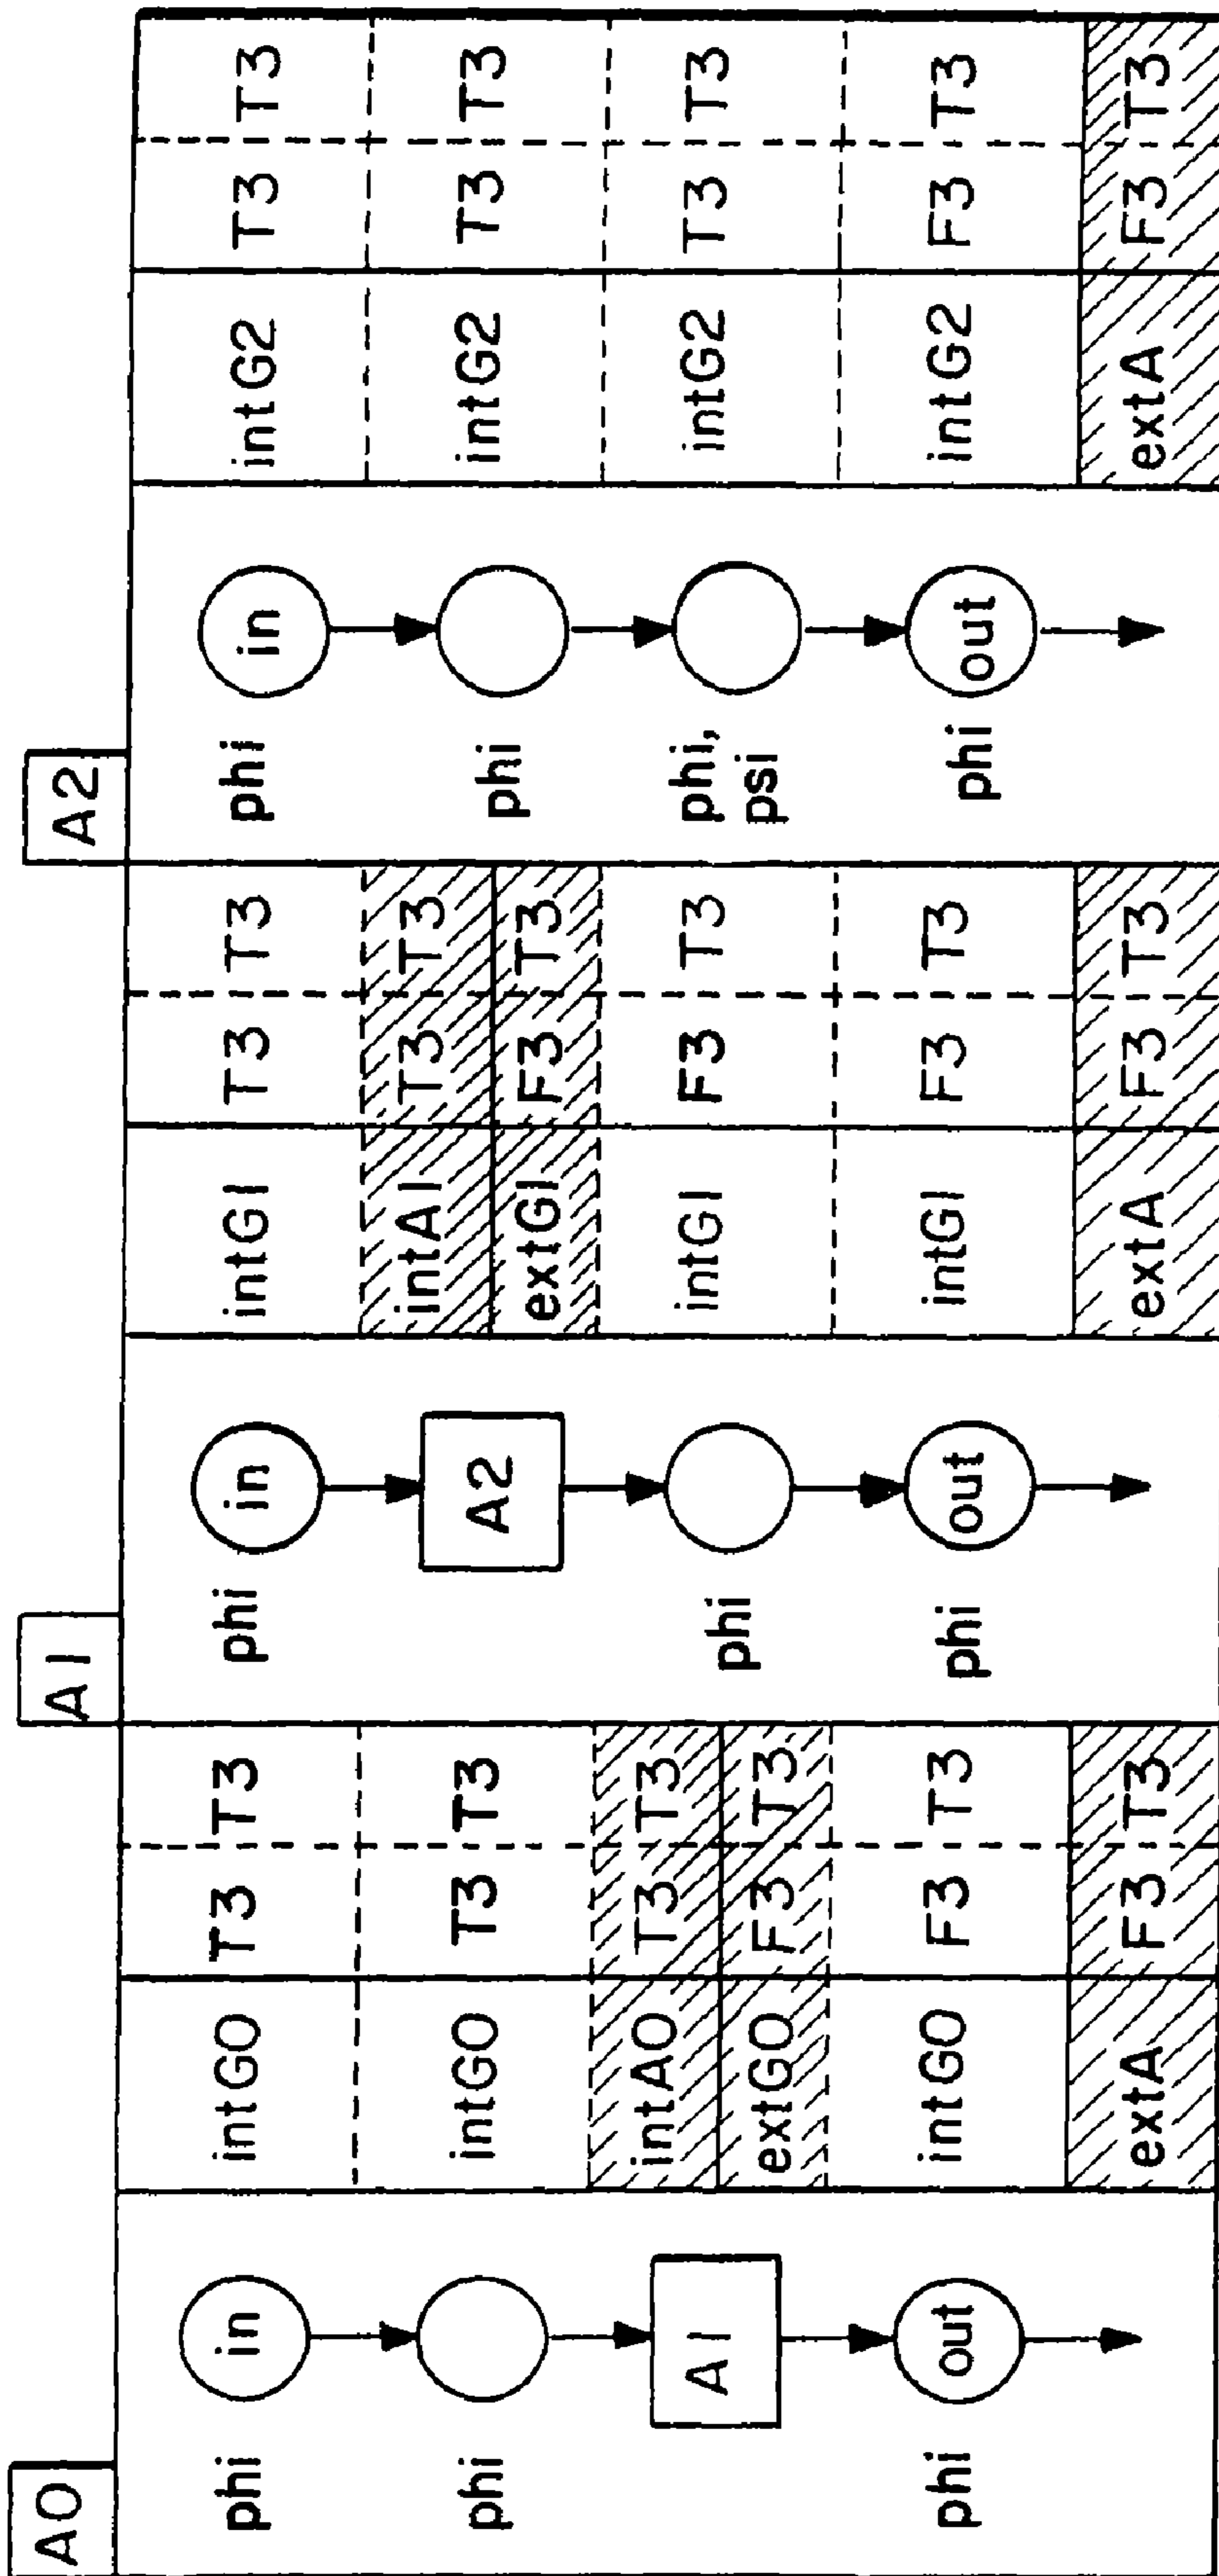 A0
phi in intG0 T3 T3
phi intG0 T3 T3
A1 intA0 T3 T3
extG0 F3 T3
phi out intG0 F3 T3
extA F3 T3
A1
phi in intG1 T3 T3
A2 intA1 T3 T3
extG1 F3 T3
phi intG1 F3 T3
phi out intG1 F3 T3
extA F3 T3
A2
phi in intG2 T3 T3
phi intG2 T3 T3
phi, intG2 T3 T3
psi
phi out intG2 F3 T3
extA F3 T3